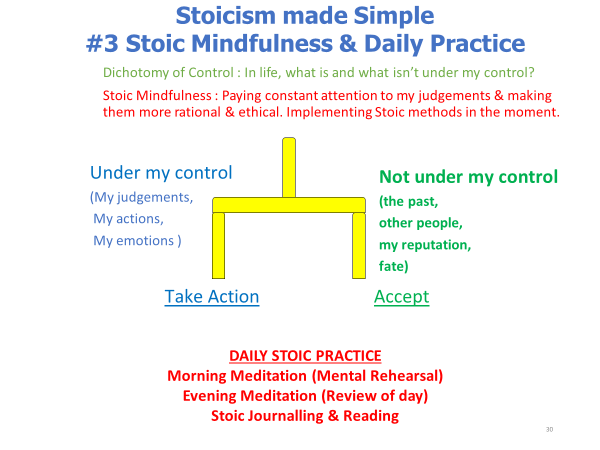 Stoicism made Simple
#3 Stoic Mindfulness & Daily Practice
Dichotomy of Control : In life, what is and what isn't under my control?
Stoic Mindfulness : Paying constant attention to my judgements & making
them more rational & ethical. Implementing Stoic methods in the moment.
Under my control
(My judgements,
My actions,
My emotions )
Not under my control
(the past,
other people,
my reputation,
fate)
Take Action
Accept
DAILY STOIC PRACTICE
Morning Meditation (Mental Rehearsal)
Evening Meditation (Review of day)
Stoic Journalling & Reading
30